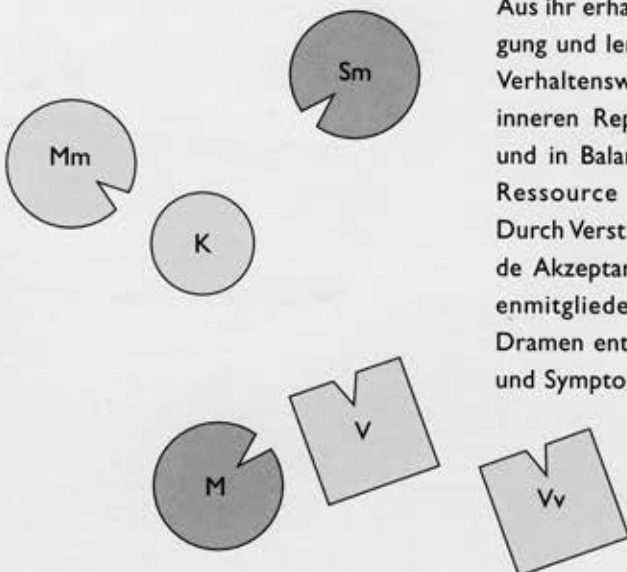 Aus ihr erha
gung und ler
Verhaltensw
inneren Rep
und in Balan
Ressource
Durch Verst
de Akzeptan
enmitgliede
Dramen ent
und Sympto
Sm
Mm
K
V
M
Vv